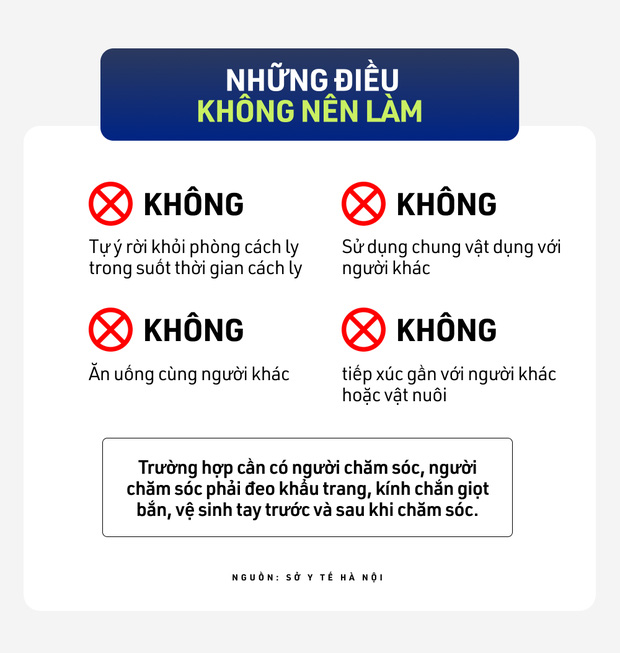 NHỮNG ĐIỀU
KHÔNG NÊN LÀM
KHÔNG
Tự ý rời khỏi phòng cách ly
trong suốt thời gian cách ly
KHÔNG
Sử dụng chung vật dụng với
người khác
KHÔNG
Ăn uống cùng người khác
KHÔNG
tiếp xúc gần với người khác
hoặc vật nuôi
Trường hợp cần có người chăm sóc, người
chăm sóc phải đeo khẩu trang, kính chắn giọt
bắn, vệ sinh tay trước và sau khi chăm sóc.
NGUỒN: SỞ Y TẾ HÀ NỘI